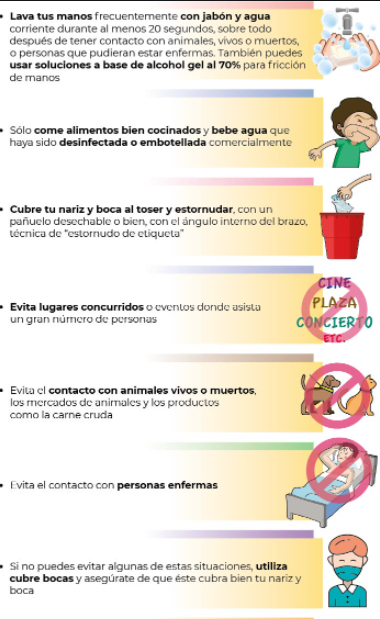 • Lava tus manos frecuentemente con jabón y agua
corriente durante al menos 20 segundos, sobre todo
después de tener contacto con animales, vivos o muertos,
o personas que pudieran estar enfermas. También puedes
usar soluciones a base de alcohol gel al 70% para fricción
de manos
• Sólo come alimentos bien cocinados y bebe agua que
haya sido desinfectada o embotellada comercialmente
• Cubre tu nariz y boca al toser y estornudar, con un
pañuelo desechable o bien, con el ángulo interno del brazo,
técnica de "estornudo de etiqueta"
• Evita lugares concurridos o eventos donde asista
un gran número de personas
CINE
PLAZA
CONCIERTO
ETC.
• Evita el contacto con animales vivos o muertos,
los mercados de animales y los productos
como la carne cruda
• Evita el contacto con personas enfermas
• Si no puedes evitar algunas de estas situaciones, utiliza
cubre bocas y asegúrate de que éste cubra bien tu nariz y
boca